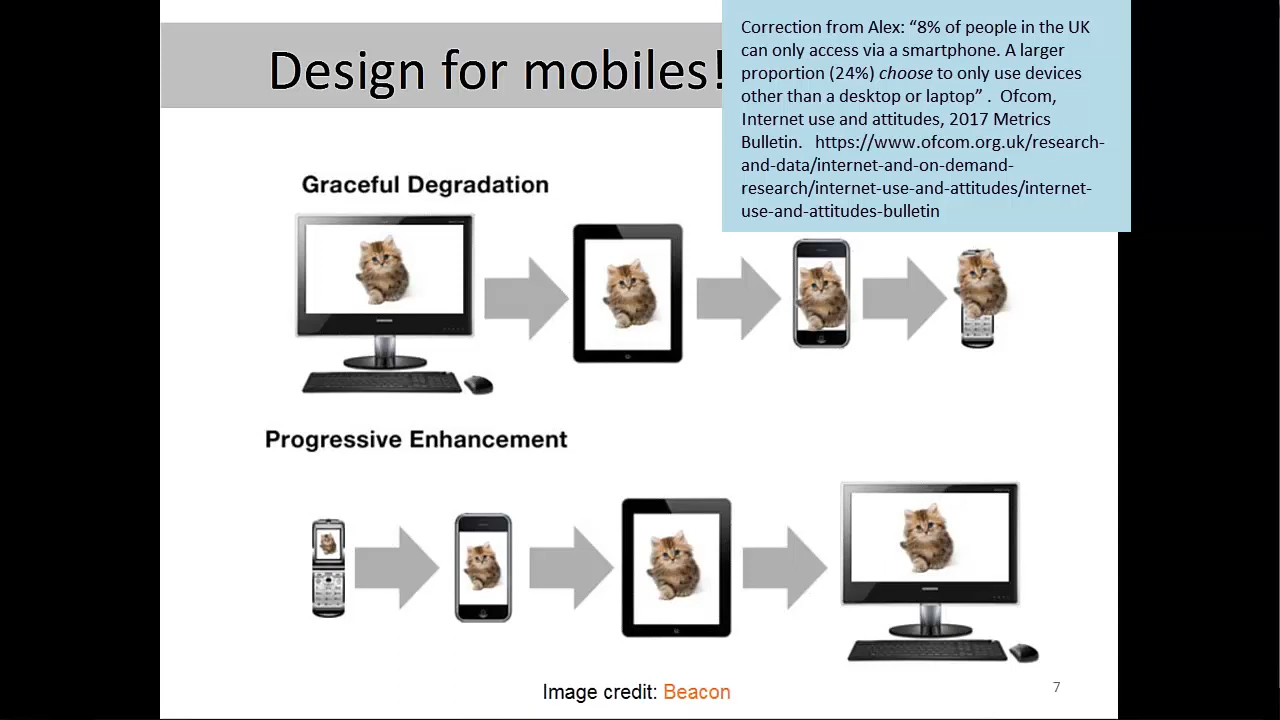 Design for mobiles!
Correction from Alex: “8% of people in the UK
can only access via a smartphone. A larger
proportion (24%) choose to only use devices
other than a desktop or laptop” . Ofcom,
Internet use and attitudes, 2017 Metrics
Bulletin. https://www.ofcom.org.uk/research-
and-data/internet-and-on-demand-
research/internet-use-and-attitudes/internet-
use-and-attitudes-bulletin
Graceful Degradation
Progressive Enhancement
Image credit: Beacon
7